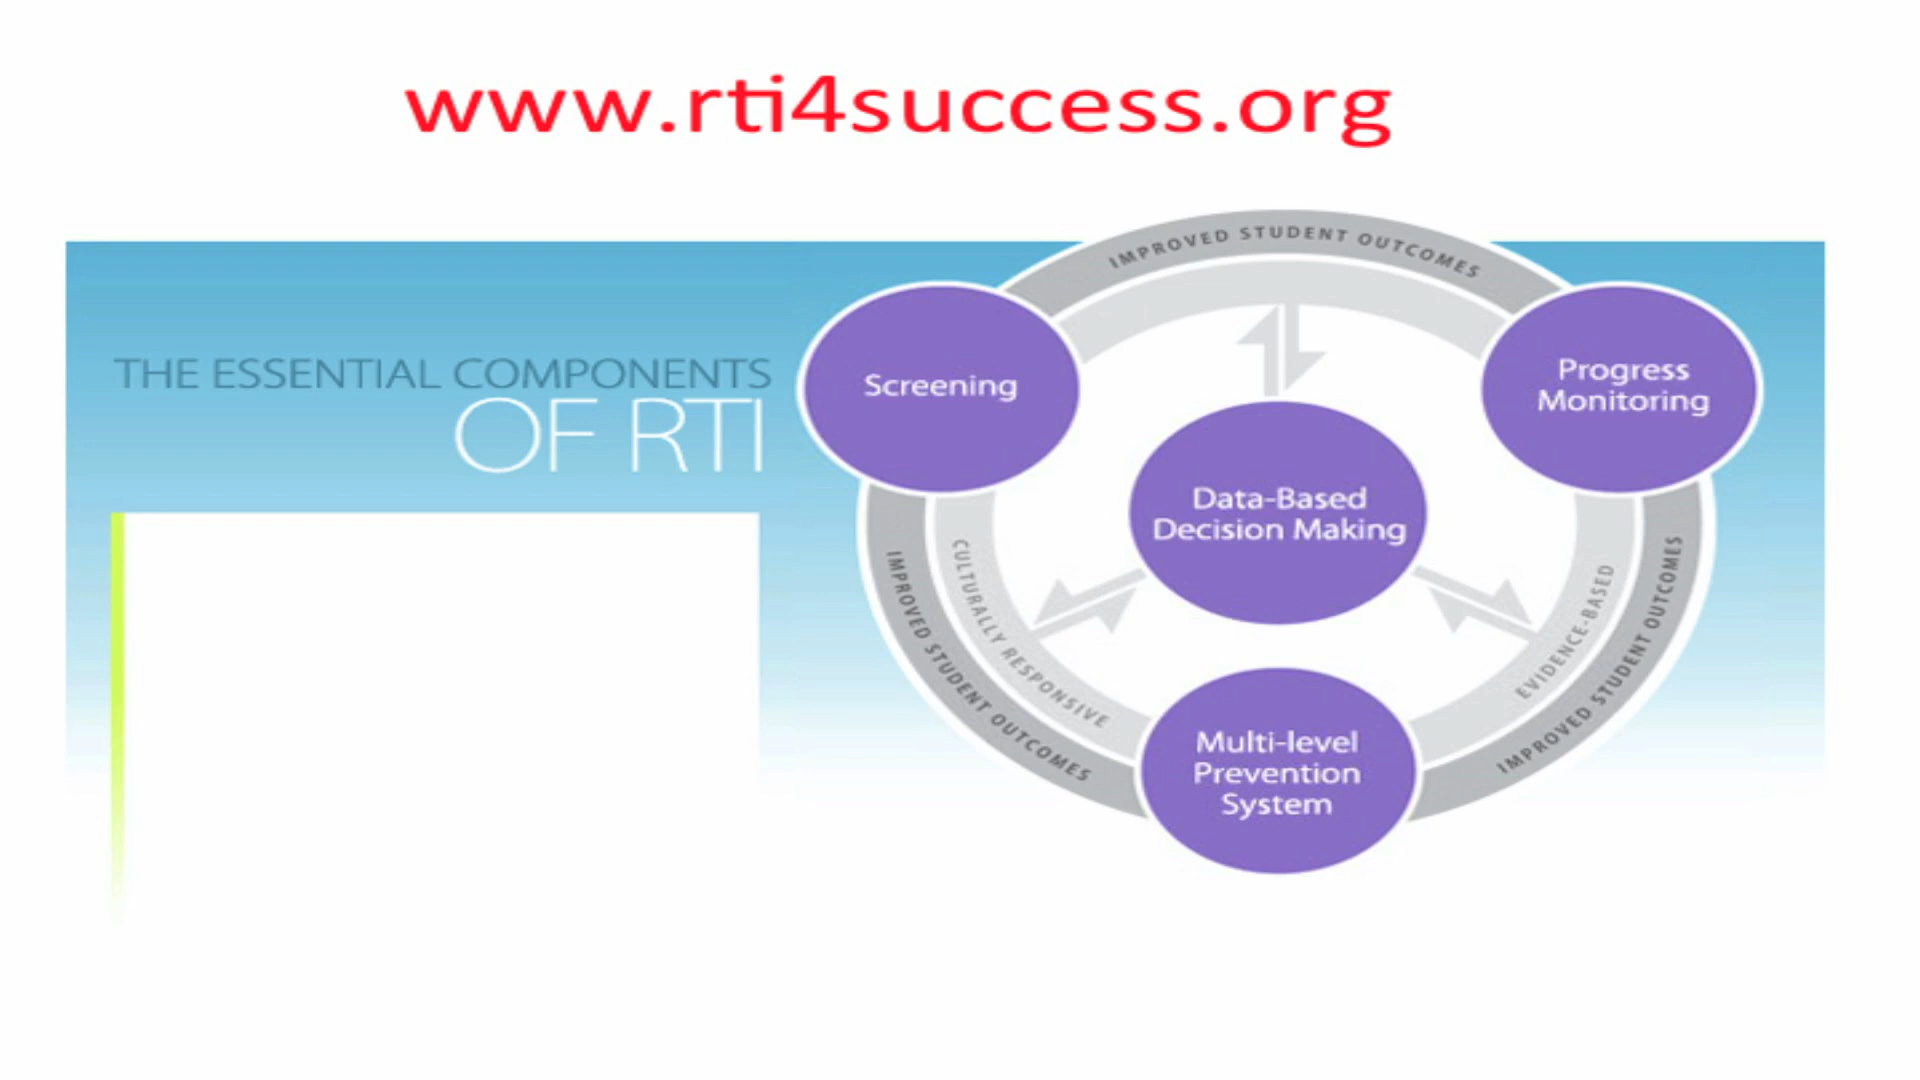 www.rti4success.org
THE ESSENTIAL COMPONENTS
OF RTI
IMPROVED STUDENT OUTCOMES
Screening
Progress
Monitoring
Data-Based
Decision Making
IMPROVED STUDENT OUTCOMES
CULTURALLY RESPONSIVE
EVIDENCE-BASED
IMPROVED STUDENT OUTCOMES
Multi-level
Prevention
System